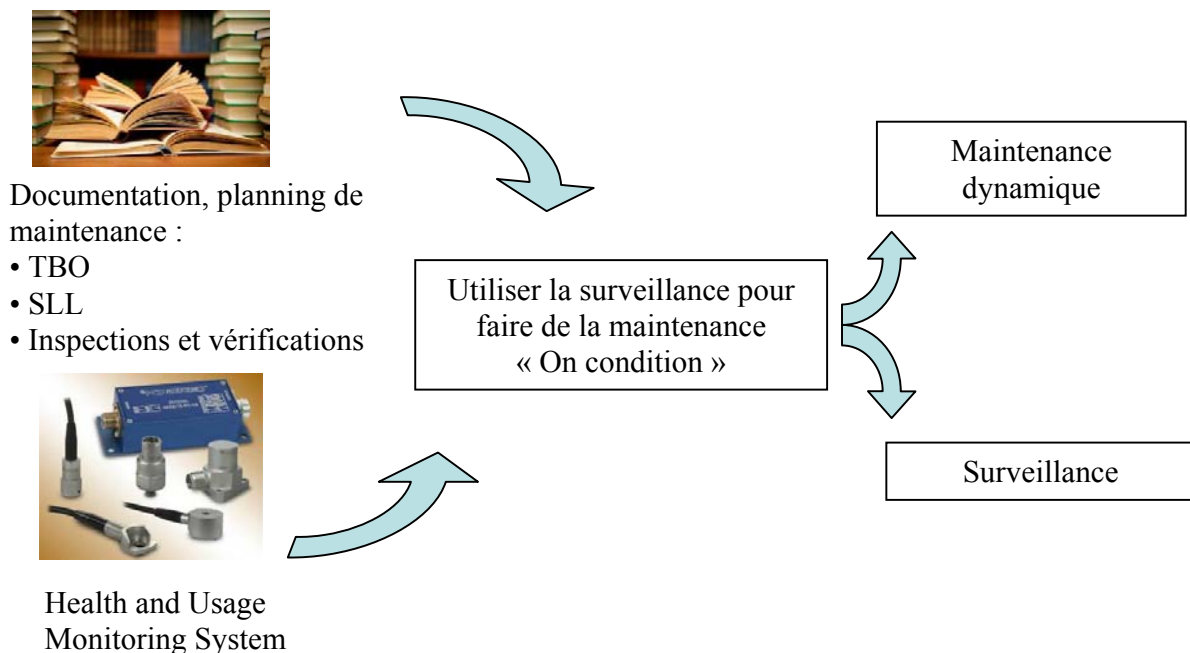 Documentation, planning de
maintenance :
• TBO
• SLL
• Inspections et vérifications
Health and Usage
Monitoring System
Utiliser la surveillance pour
faire de la maintenance
« On condition »
Maintenance
dynamique
Surveillance